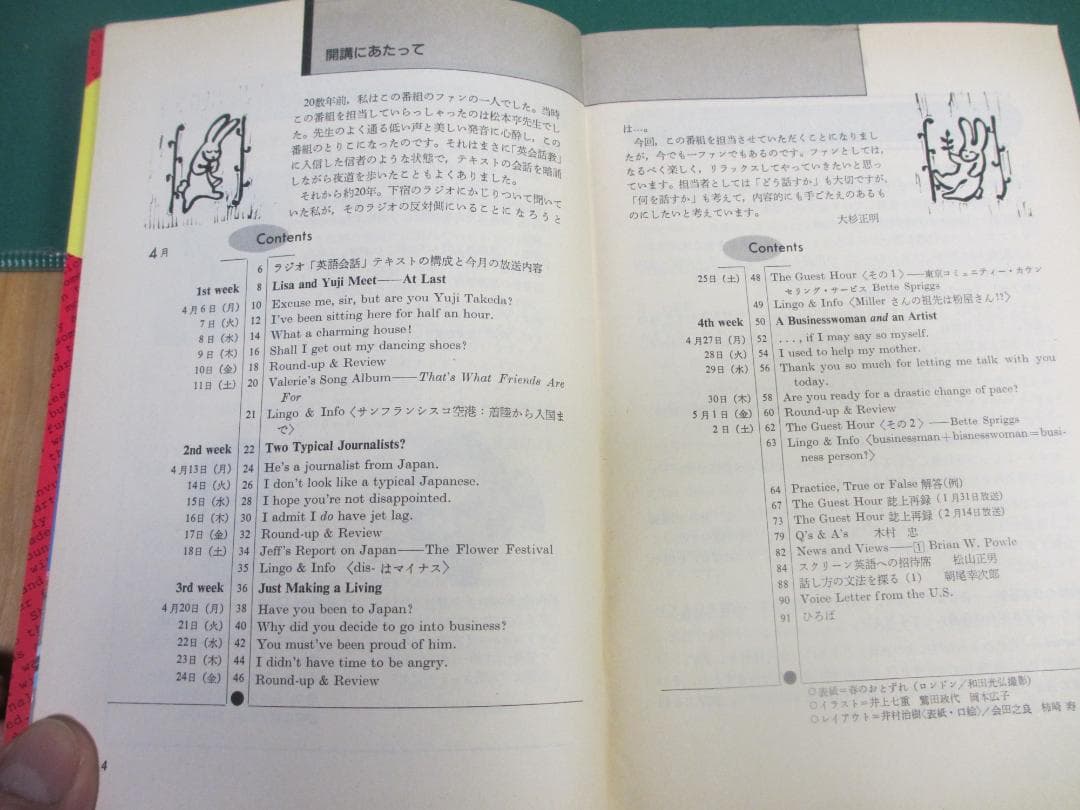 開講にあたって
20数年前，私はこの番組のファンの一人でした。当時
この番組を担当していらっしゃったのは松本亨先生でし
た。先生のよく通る低い声と美しい発音に心酔し，この
番組のとりこになったのです。それはまさに「英会話教」
に入信した信者のような状態で，テキストの会話を暗誦
しながら夜道を歩いたこともよくありました。
それから約20年。下宿のラジオにかじりついて聞いて
いた私が，そのラジオの反対側にいることになろうと
4月
Contents
6 ラジオ「英語会話」テキストの構成と今月の放送内容
1st week 8 Lisa and Yuji Meet——At Last
4月6日（月） 10 Excuse me, sir, but are you Yuji Takeda?
7日（火） 12 I've been sitting here for half an hour.
8日（水） 14 What a charming house!
9日（木） 16 Shall I get out my dancing shoes?
10日（金） 18 Round-up & Review
11日（土） 20 Valerie's Song Album——That's What Friends Are
For
21 Lingo & Info〈サンフランシスコ空港：着陸から入国ま
で〉
2nd week 22 Two Typical Journalists?
4月13日（月） 24 He's a journalist from Japan.
14日（火） 26 I don't look like a typical Japanese.
15日（水） 28 I hope you're not disappointed.
16日（木） 30 I admit I do have jet lag.
17日（金） 32 Round-up & Review
18日（土） 34 Jeff's Report on Japan——The Flower Festival
35 Lingo & Info 〈dis- はマイナス〉
3rd week 36 Just Making a Living
4月20日（月） 38 Have you been to Japan?
21日（火） 40 Why did you decide to go into business?
22日（水） 42 You must've been proud of him.
23日（木） 44 I didn't have time to be angry.
24日（金） 46 Round-up & Review
4
は…。
今回，この番組を担当させていただくことになりまし
たが，今でも一ファンでもあるのです。ファンとしては，
なるべく楽しく，リラックスしてやっていきたいと思っ
ています。担当者としては「どう話すか」も大切ですが，
「何を話すか」も考えて，内容的にも手ごたえのあるも
のにしたいと考えています。
大杉正明
Contents
25日（土） 48 The Guest Hour〈その1〉——東京コミュニティー・カウン
セリング・サービス Bette Spriggs
49 Lingo & Info〈Miller さんの祖先は粉屋さん!?〉
4th week 50 A Businesswoman and an Artist
4月27日（月） 52 . . . , if I may say so myself.
28日（火） 54 I used to help my mother.
29日（水） 56 Thank you so much for letting me talk with you
today.
30日（木） 58 Are you ready for a drastic change of pace?
5月1日（金） 60 Round-up & Review
2日（土） 62 The Guest Hour〈その2〉——Bette Spriggs
63 Lingo & Info〈businessman＋bisnesswoman＝busi-
ness person?〉
64 Practice, True or False 解答(例)
67 The Guest Hour 誌上再録（1月31日放送）
73 The Guest Hour 誌上再録（2月14日放送）
79 Q's & A's 木村 忠
82 News and Views——1 Brian W. Powle
84 スクリーン英語への招待席 松山正男
88 話し方の文法を探る（1） 朝尾幸次郎
90 Voice Letter from the U.S.
91 ひろば
○表紙＝春のおとずれ（ロンドン／和田光弘撮影）
○イラスト＝井上七重 鷲田政代 岡本広子
○レイアウト＝井村治樹〈表紙・口絵〉／会田之良 柿崎 寿